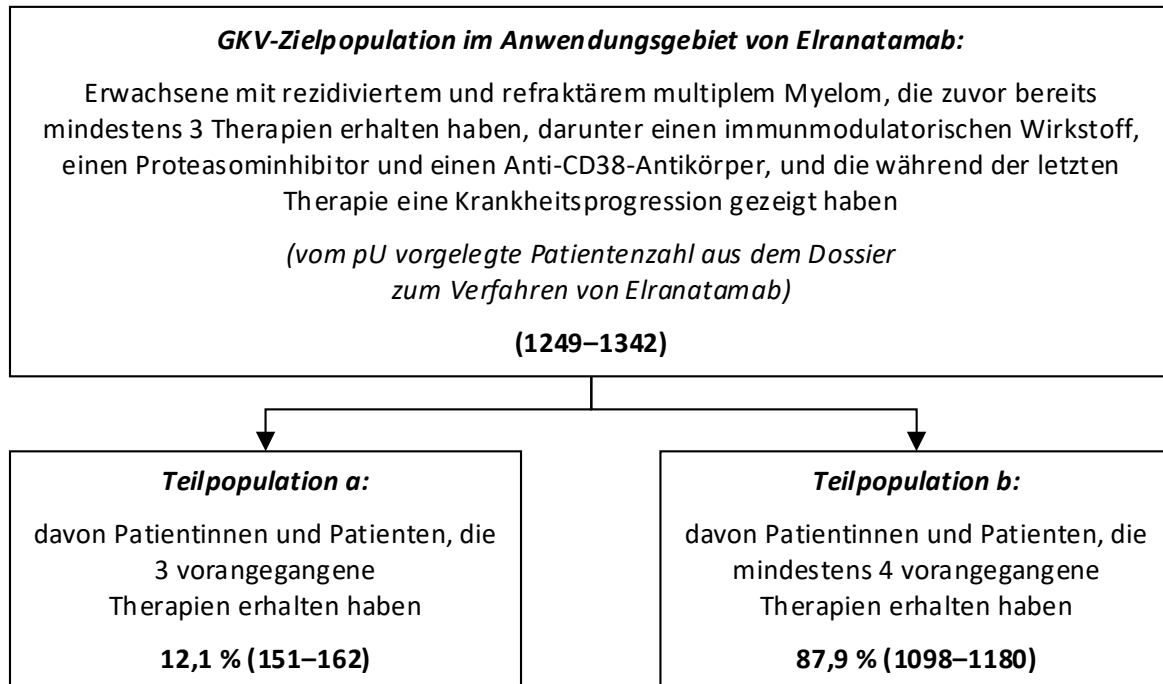 GKV-Zielpopulation im Anwendungsgebiet von Elranatamab:
Erwachsene mit rezidiviertem und refraktärem multiplem Myelom, die zuvor bereits
mindestens 3 Therapien erhalten haben, darunter einen immunmodulatorischen Wirkstoff,
einen Proteasominhibitor und einen Anti-CD38-Antikörper, und die während der letzten
Therapie eine Krankheitsprogression gezeigt haben
(vom pU vorgelegte Patientenzahl aus dem Dossier
zum Verfahren von Elranatamab)
(1249–1342)
Teilpopulation a:
davon Patientinnen und Patienten, die
3 vorangegangene
Therapien erhalten haben
12,1 % (151–162)
Teilpopulation b:
davon Patientinnen und Patienten, die
mindestens 4 vorangegangene
Therapien erhalten haben
87,9 % (1098–1180)